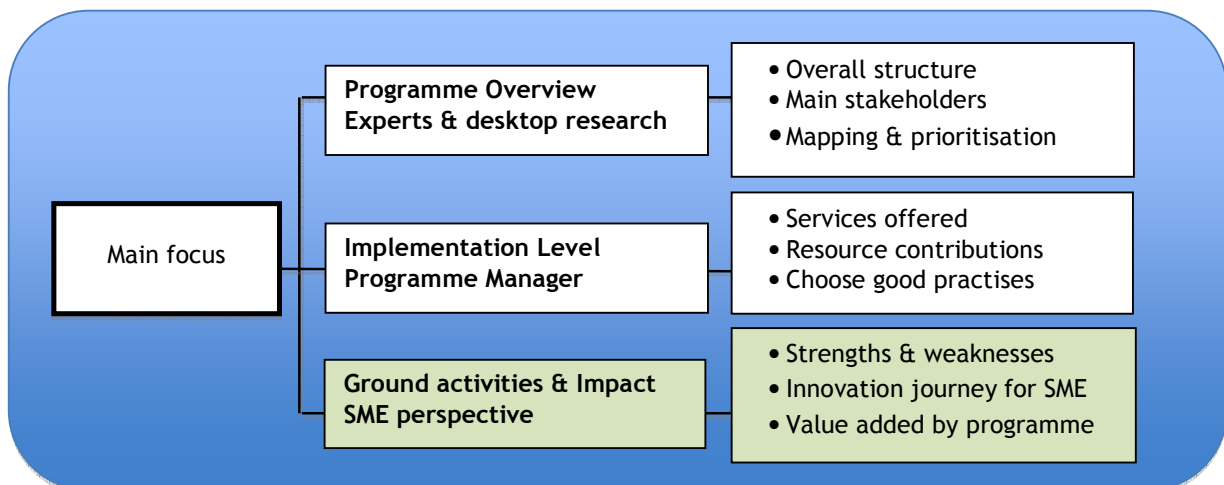 Main focus
Programme Overview
Experts & desktop research
• Overall structure
• Main stakeholders
• Mapping & prioritisation
Implementation Level
Programme Manager
• Services offered
• Resource contributions
• Choose good practises
Ground activities & Impact
SME perspective
• Strengths & weaknesses
• Innovation journey for SME
• Value added by programme